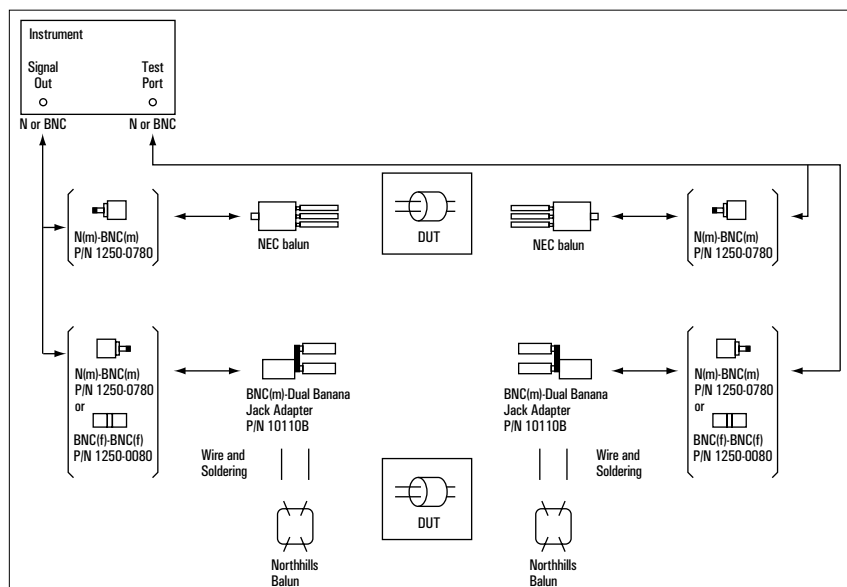 Instrument
Signal
Out
Test
Port
N or BNC
N or BNC
N(m)-BNC(m)
P/N 1250-0780
NEC balun
DUT
NEC balun
N(m)-BNC(m)
P/N 1250-0780
N(m)-BNC(m)
P/N 1250-0780
or
BNC(f)-BNC(f)
P/N 1250-0080
BNC(m)-Dual Banana
Jack Adapter
P/N 10110B
BNC(m)-Dual Banana
Jack Adapter
P/N 10110B
N(m)-BNC(m)
P/N 1250-0780
or
BNC(f)-BNC(f)
P/N 1250-0080
Wire and
Soldering
Wire and
Soldering
DUT
Northhills
Balun
Northhills
Balun